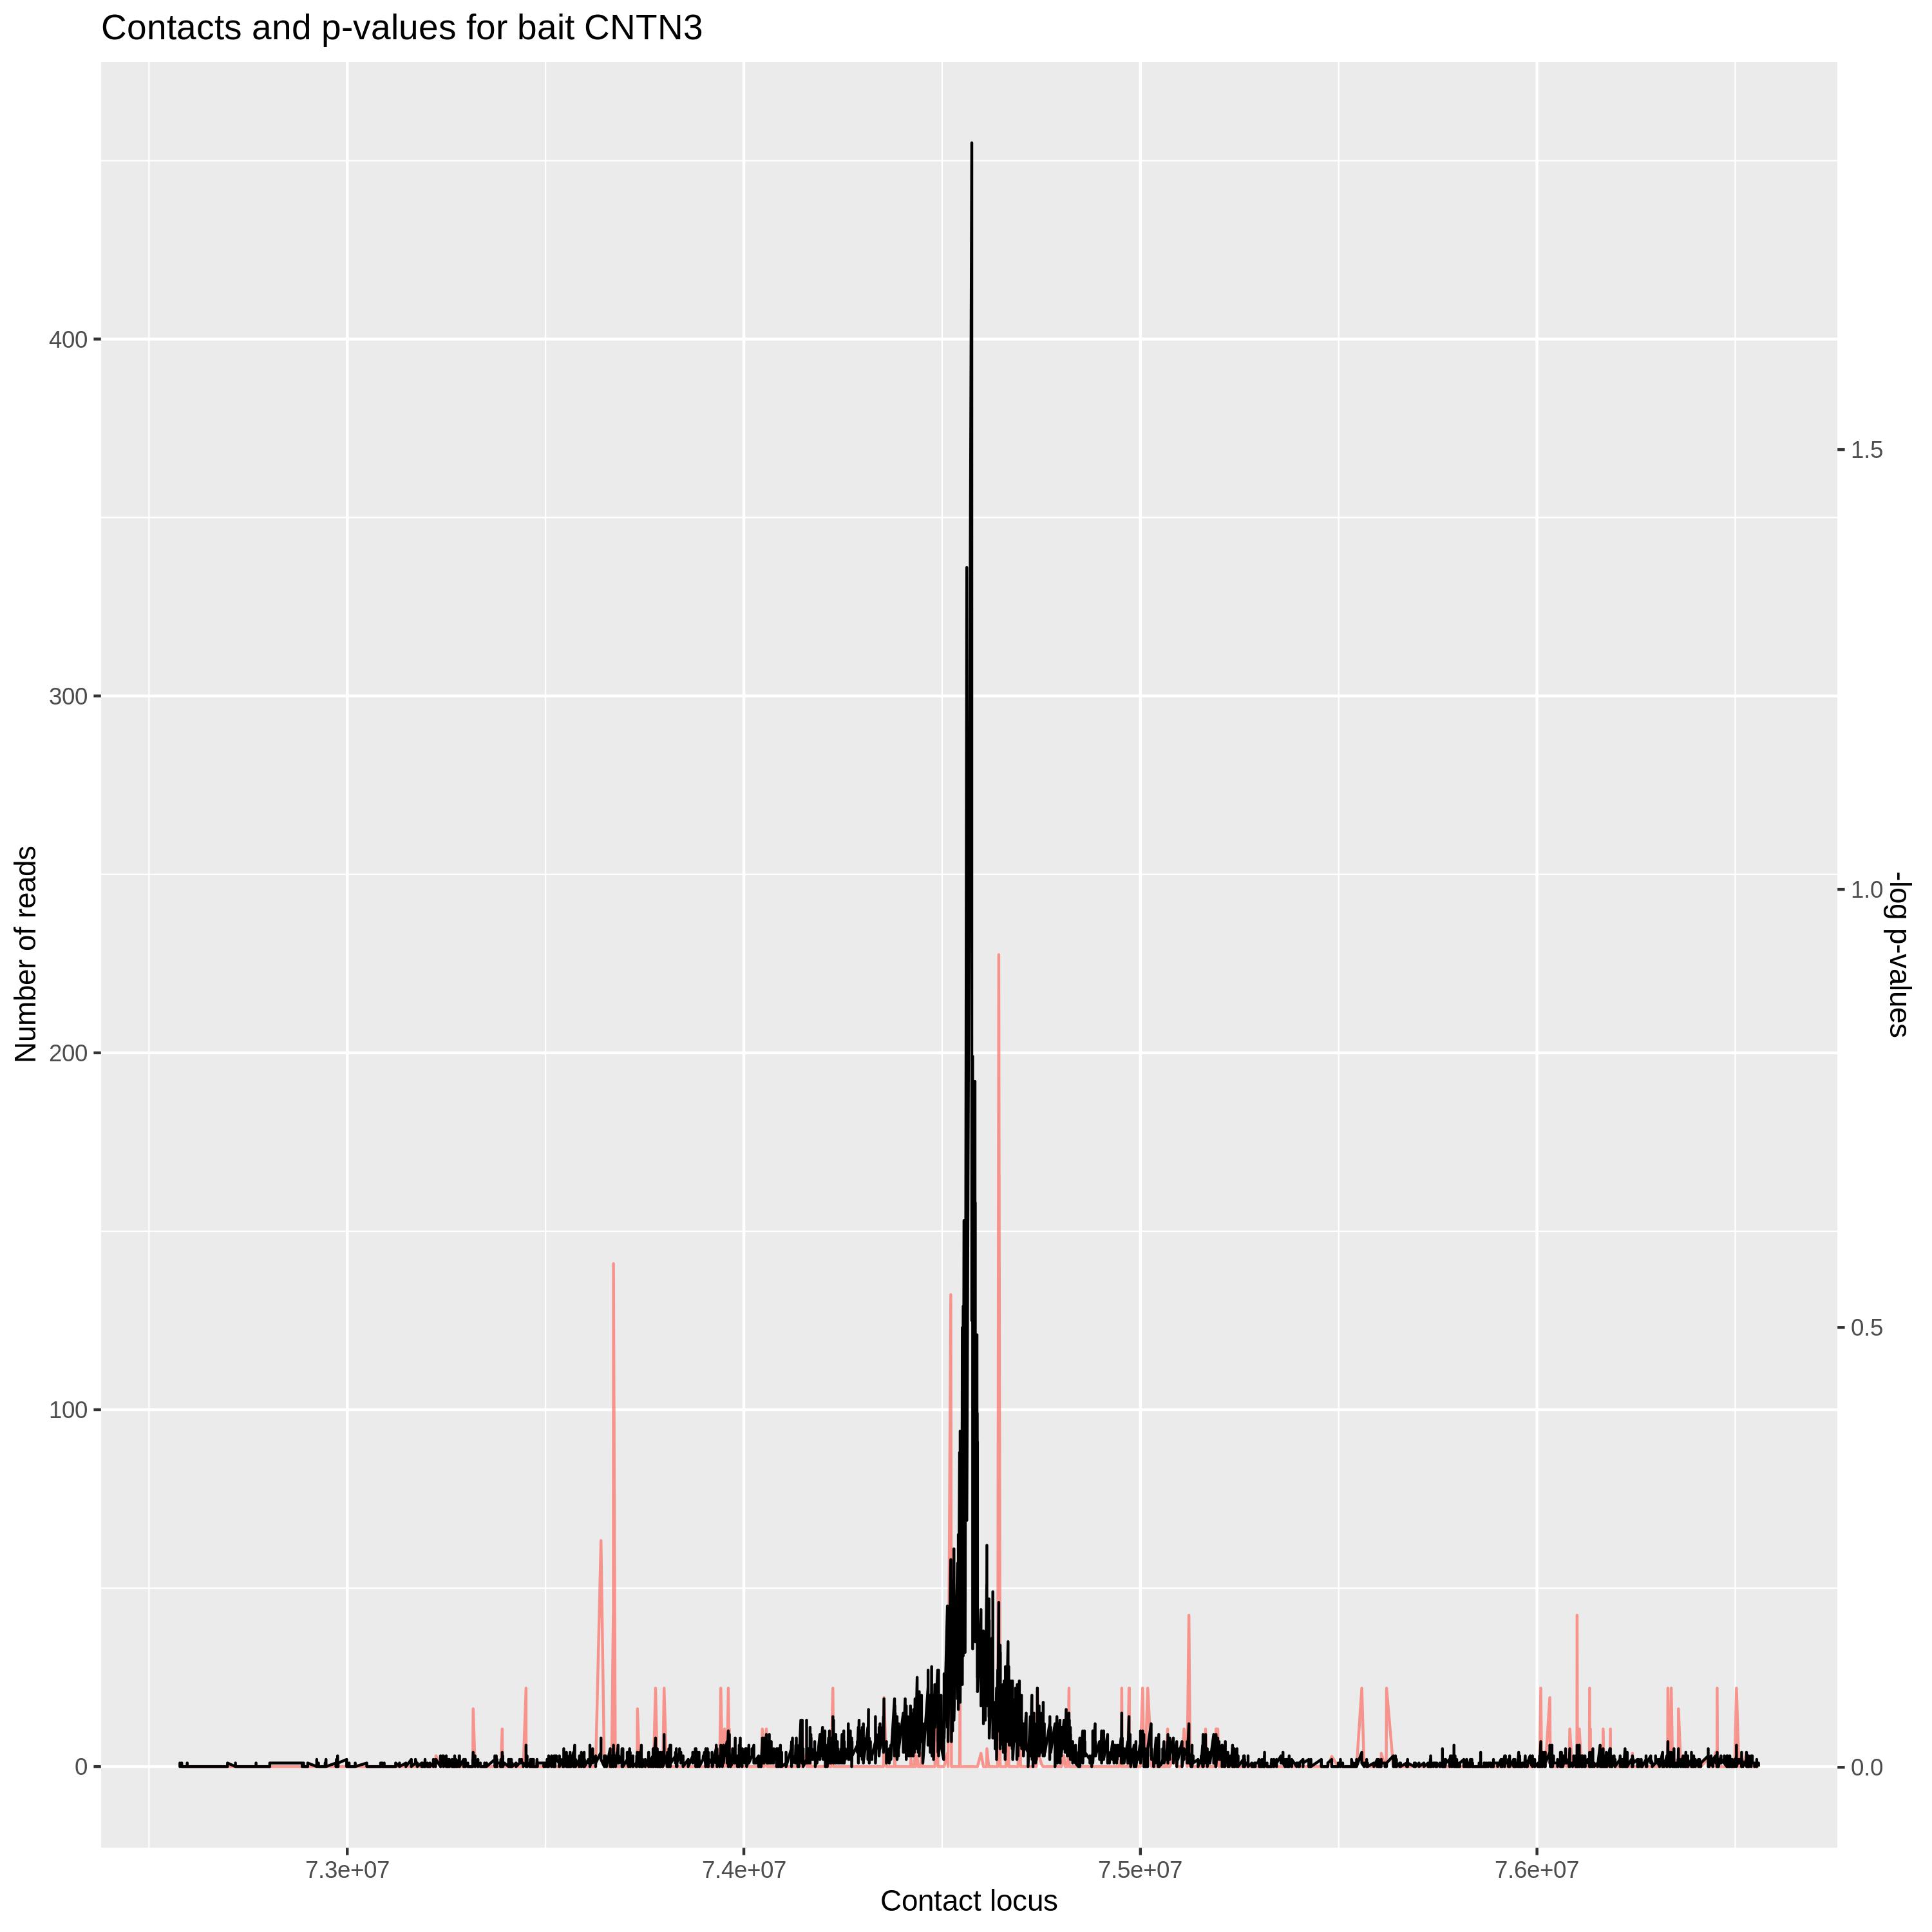 Contacts and p-values for bait CNTN3
Number of reads
400
300
200
100
0
1.5
1.0
0.5
0.0
-log p-values
7.3e+07
7.4e+07
7.5e+07
7.6e+07
Contact locus